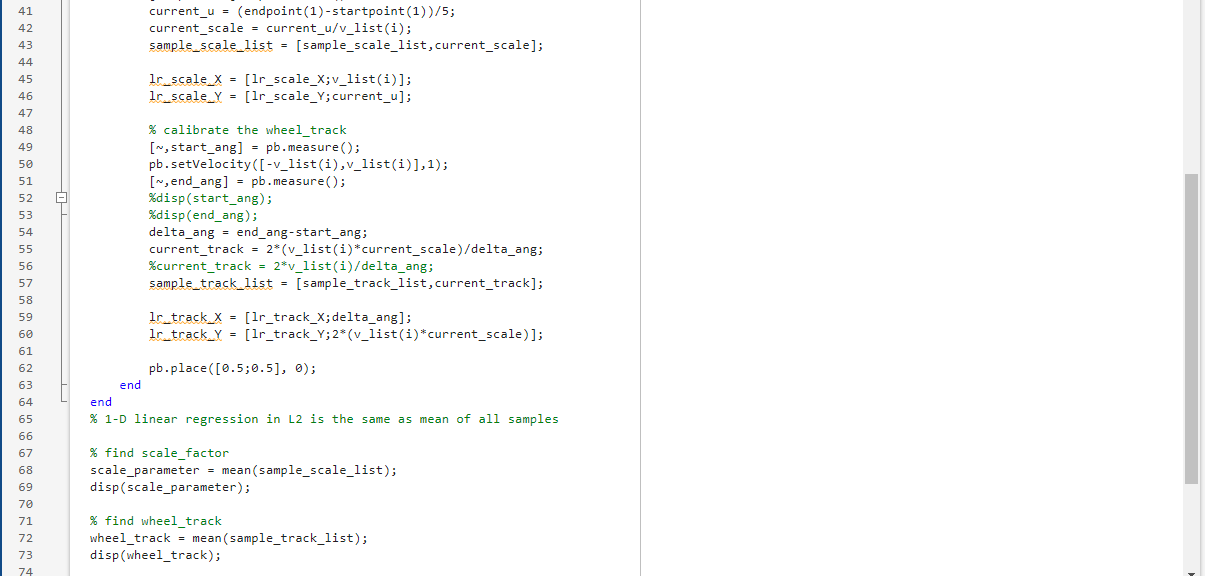 41 current_u = (endpoint(1)-startpoint(1))/5;
42 current_scale = current_u/v_list(i);
43 sample_scale_list = [sample_scale_list,current_scale];
44
45 lr_scale_X = [lr_scale_X;v_list(i)];
46 lr_scale_Y = [lr_scale_Y;current_u];
47
48 % calibrate the wheel_track
49 [~,start_ang] = pb.measure();
50 pb.setVelocity([-v_list(i),v_list(i)],1);
51 [~,end_ang] = pb.measure();
52 %disp(start_ang);
53 %disp(end_ang);
54 delta_ang = end_ang-start_ang;
55 current_track = 2*(v_list(i)*current_scale)/delta_ang;
56 %current_track = 2*v_list(i)/delta_ang;
57 sample_track_list = [sample_track_list,current_track];
58
59 lr_track_X = [lr_track_X;delta_ang];
60 lr_track_Y = [lr_track_Y;2*(v_list(i)*current_scale)];
61
62 pb.place([0.5;0.5], 0);
63 end
64 end
65 % 1-D linear regression in L2 is the same as mean of all samples
66
67 % find scale_factor
68 scale_parameter = mean(sample_scale_list);
69 disp(scale_parameter);
70
71 % find wheel_track
72 wheel_track = mean(sample_track_list);
73 disp(wheel_track);
74